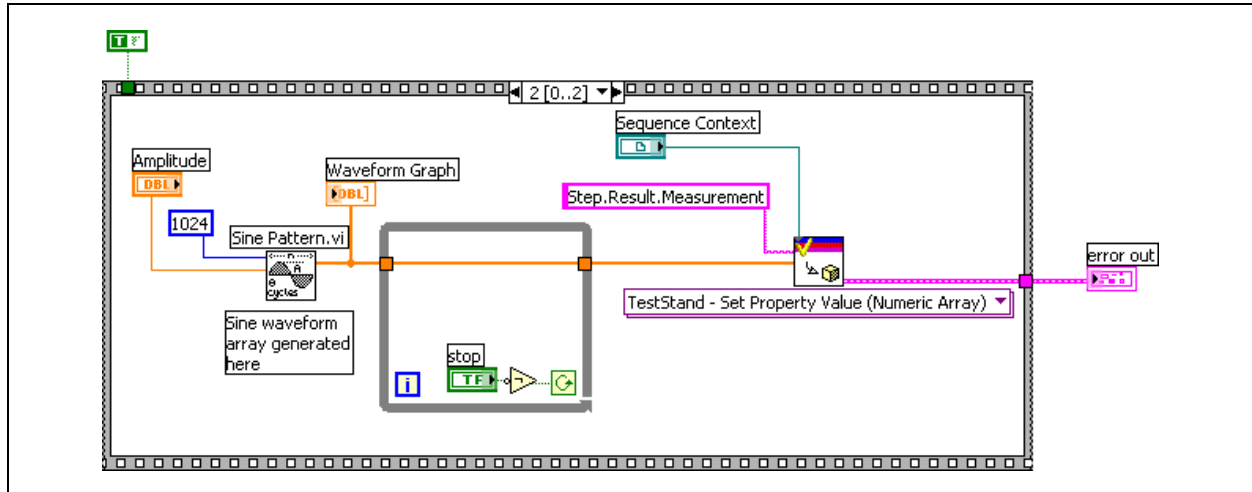 T
2 [0..2]
Sequence Context
Amplitude
DBL
Waveform Graph
DBL]
Step.Result.Measurement
1024
Sine Pattern.vi
n
A
θ
cycles
error out
TestStand - Set Property Value (Numeric Array)
Sine waveform
array generated
here
stop
TF
i